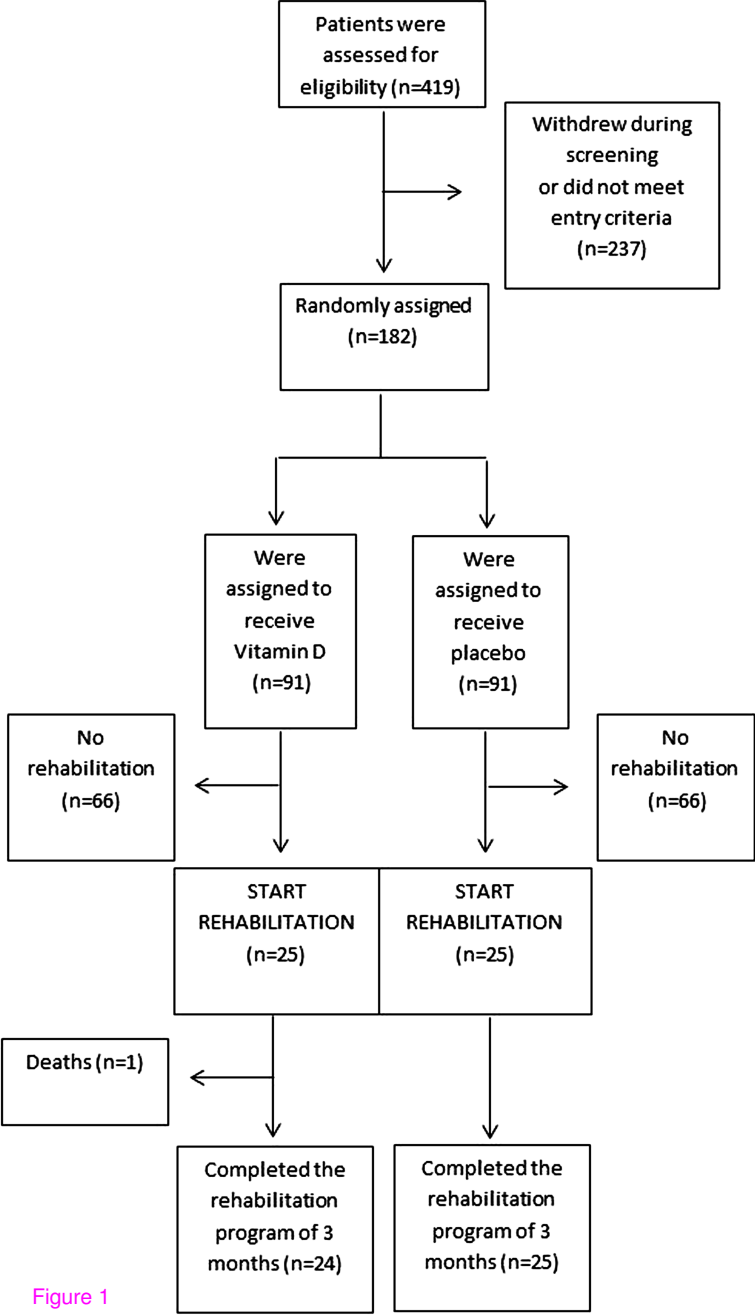 Patients were
assessed for
eligibility (n=419)
Withdrew during
screening
or did not meet
entry criteria
(n=237)
Randomly assigned
(n=182)
Were
assigned to
receive
Vitamin D
(n=91)
Were
assigned to
receive
placebo
(n=91)
No
rehabilitation
(n=66)
No
rehabilitation
(n=66)
START
REHABILITATION
(n=25)
START
REHABILITATION
(n=25)
Deaths (n=1)
Completed the
rehabilitation
program of 3
months (n=24)
Completed the
rehabilitation
program of 3
months (n=25)
Figure 1